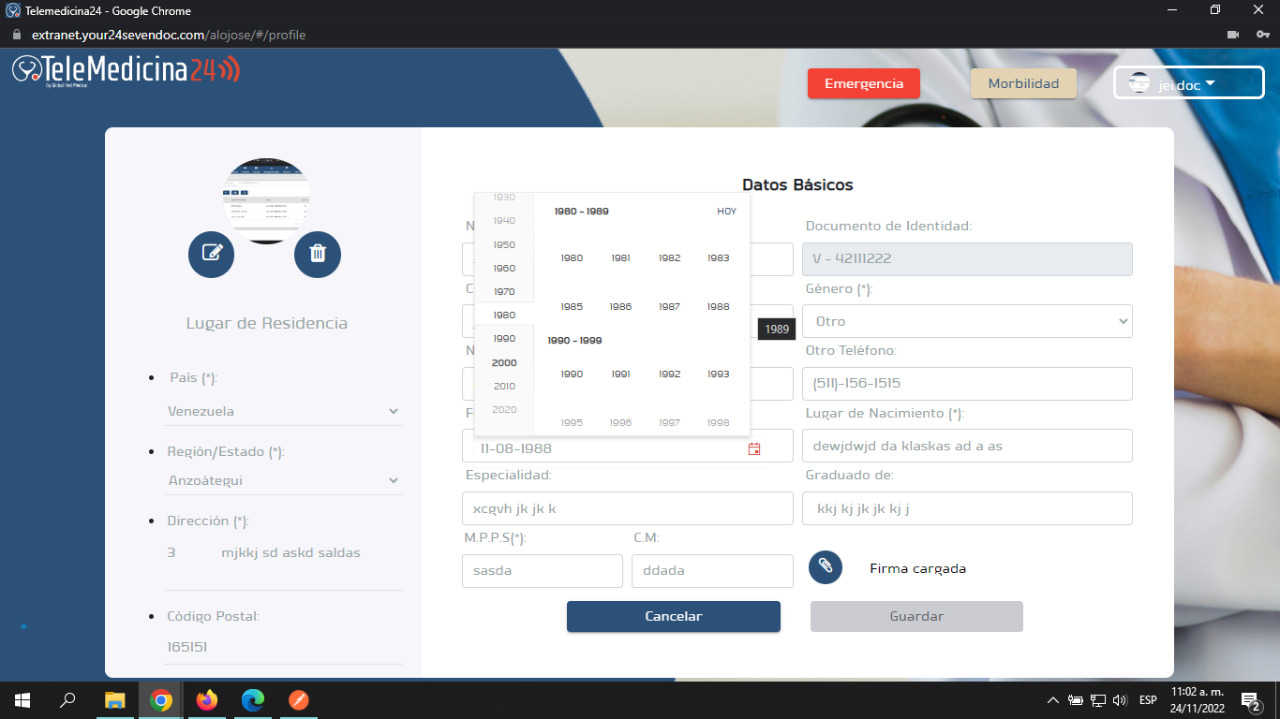 Telemedicina24 - Google Chrome
extranet.your24sevendoc.com/alojose/#/profile
TeleMedicina24
by Global Test Medical
Emergencia
Morbilidad
jei.doc
Datos Básicos
Lugar de Residencia
País (*):
Venezuela
Región/Estado (*):
Anzoátegui
Dirección (*):
3 mjkkj sd askd saldas
Código Postal:
165151
1930
1940
1950
1960
1970
1980
1990
2000
2010
2020
1980 - 1989 HOY
1980 1981 1982 1983
1985 1986 1987 1988
1989
1990 - 1999
1990 1991 1992 1993
1995 1996 1997 1998
N
Documento de Identidad:
V - 42111222
C
Género (*):
Otro
N
Otro Teléfono:
(511)-156-1515
F
Lugar de Nacimiento (*):
11-08-1988
dewjdwjd da klaskas ad a as
Especialidad:
Graduado de:
xcgvh jk jk k
kkj kj jk jk kj j
M.P.P.S(*):
C.M:
sasda
ddada
Firma cargada
Cancelar
Guardar
ESP
11:02 a. m.
24/11/2022
2